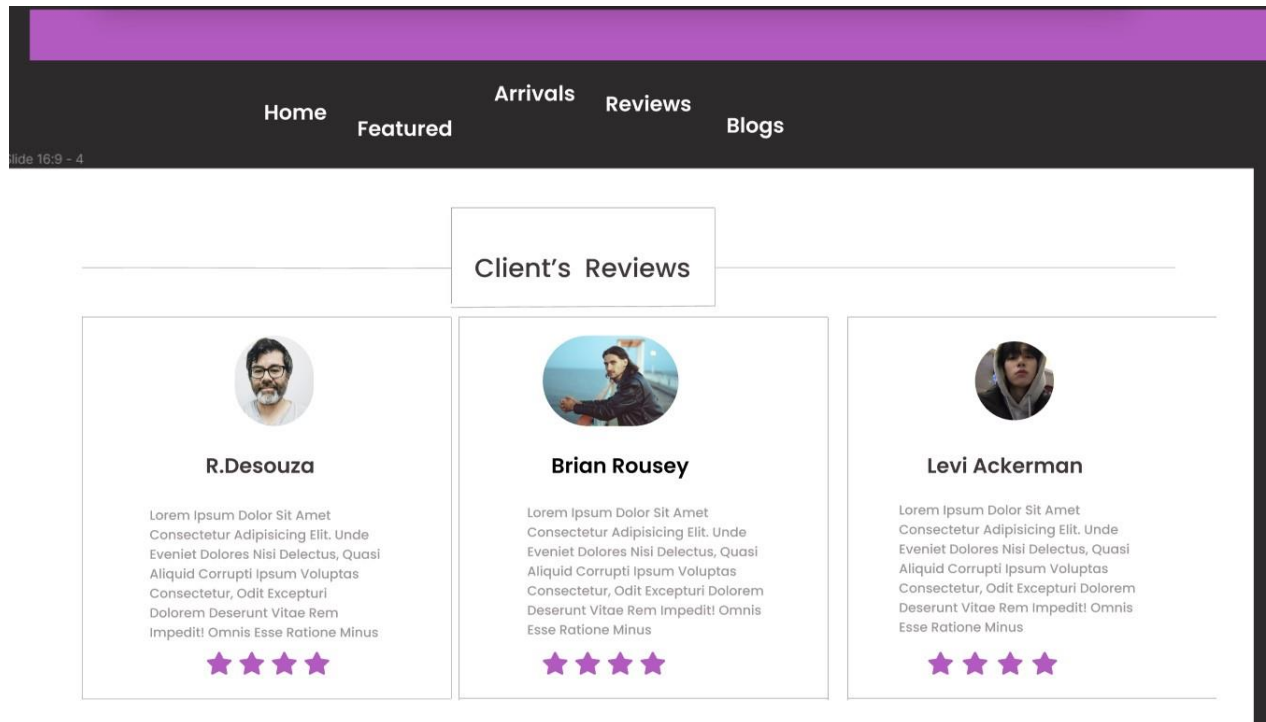 Home
Featured
Arrivals
Reviews
Blogs
Slide 16:9 - 4
Client's Reviews
R.Desouza
Lorem Ipsum Dolor Sit Amet
Consectetur Adipisicing Elit. Unde
Eveniet Dolores Nisi Delectus, Quasi
Aliquid Corrupti Ipsum Voluptas
Consectetur, Odit Excepturi
Dolorem Deserunt Vitae Rem
Impedit! Omnis Esse Ratione Minus
Brian Rousey
Lorem Ipsum Dolor Sit Amet
Consectetur Adipisicing Elit. Unde
Eveniet Dolores Nisi Delectus, Quasi
Aliquid Corrupti Ipsum Voluptas
Consectetur, Odit Excepturi Dolorem
Deserunt Vitae Rem Impedit! Omnis
Esse Ratione Minus
Levi Ackerman
Lorem Ipsum Dolor Sit Amet
Consectetur Adipisicing Elit. Unde
Eveniet Dolores Nisi Delectus, Quasi
Aliquid Corrupti Ipsum Voluptas
Consectetur, Odit Excepturi Dolorem
Deserunt Vitae Rem Impedit! Omnis
Esse Ratione Minus